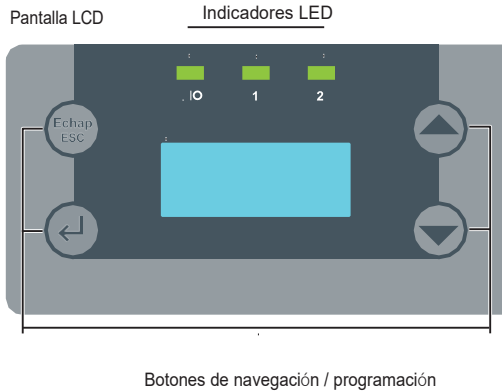 Pantalla LCD
Indicadores LED
. IO 1 2
Echap
ESC
Botones de navegación / programación